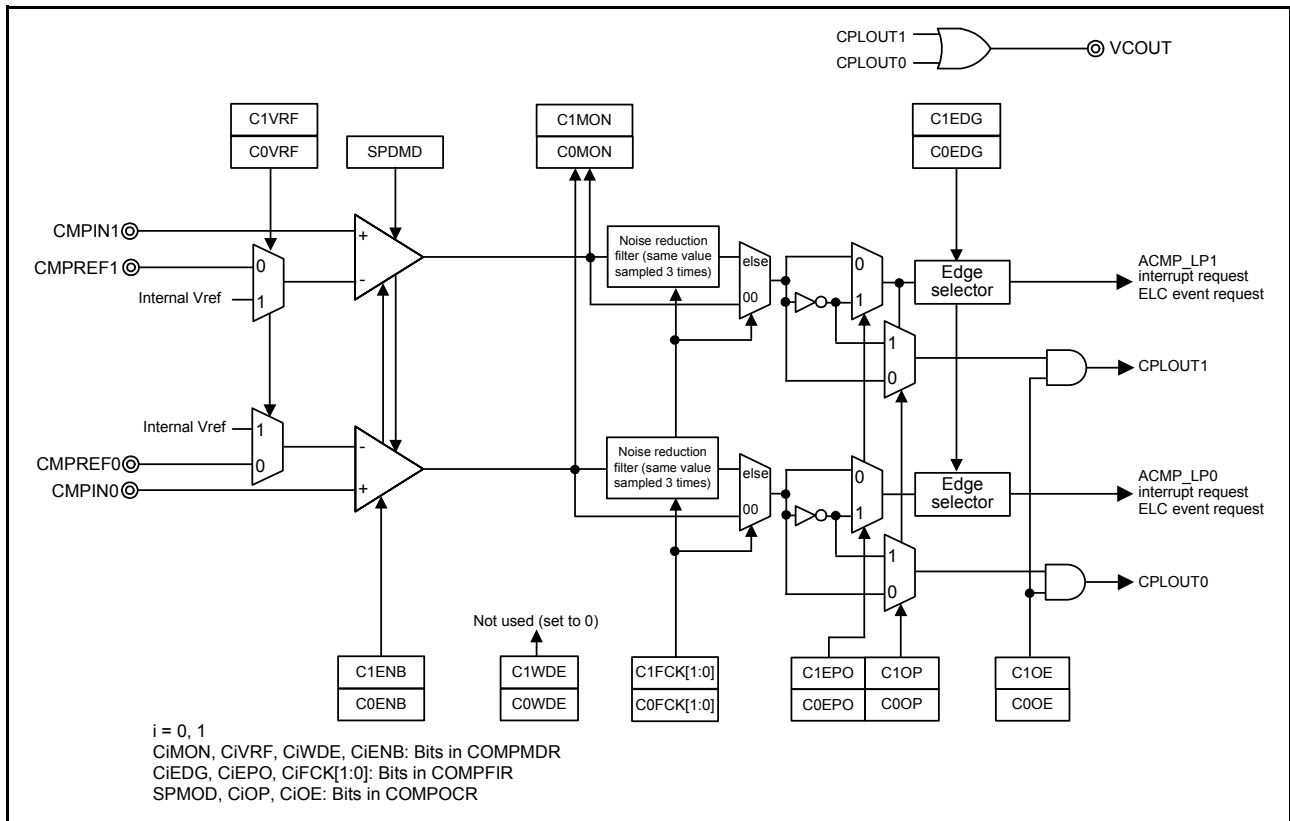 CPLOUT1
CPLOUT0
VCOUT
C1VRF
C0VRF
SPDMD
C1MON
C0MON
C1EDG
C0EDG
CMPIN1
CMPREF1
Internal Vref
0
1
+
-
Noise reduction
filter (same value
sampled 3 times)
else
00
0
1
1
0
Edge
selector
ACMP_LP1
interrupt request
ELC event request
CPLOUT1
Internal Vref
CMPREF0
CMPIN0
1
0
-
+
Noise reduction
filter (same value
sampled 3 times)
else
00
0
1
1
0
Edge
selector
ACMP_LP0
interrupt request
ELC event request
CPLOUT0
Not used (set to 0)
C1ENB
C0ENB
C1WDE
C0WDE
C1FCK[1:0]
C0FCK[1:0]
C1EPO
C0EPO
C1OP
C0OP
C1OE
C0OE
i = 0, 1
CiMON, CiVRF, CiWDE, CiENB: Bits in COMPMDR
CiEDG, CiEPO, CiFCK[1:0]: Bits in COMPFIR
SPMOD, CiOP, CiOE: Bits in COMPOCR